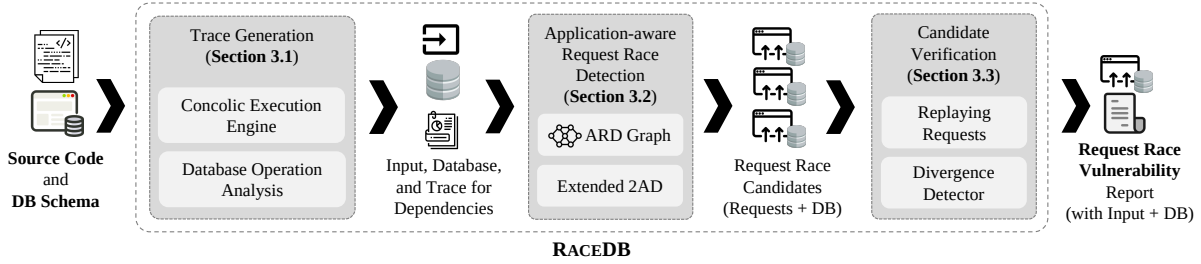 Source Code
and
DB Schema
Trace Generation
(Section 3.1)
Concolic Execution
Engine
Database Operation
Analysis
Input, Database,
and Trace for
Dependencies
Application-aware
Request Race
Detection
(Section 3.2)
ARD Graph
Extended 2AD
Request Race
Candidates
(Requests + DB)
Candidate
Verification
(Section 3.3)
Replaying
Requests
Divergence
Detector
Request Race
Vulnerability
Report
(with Input + DB)
RACEDB